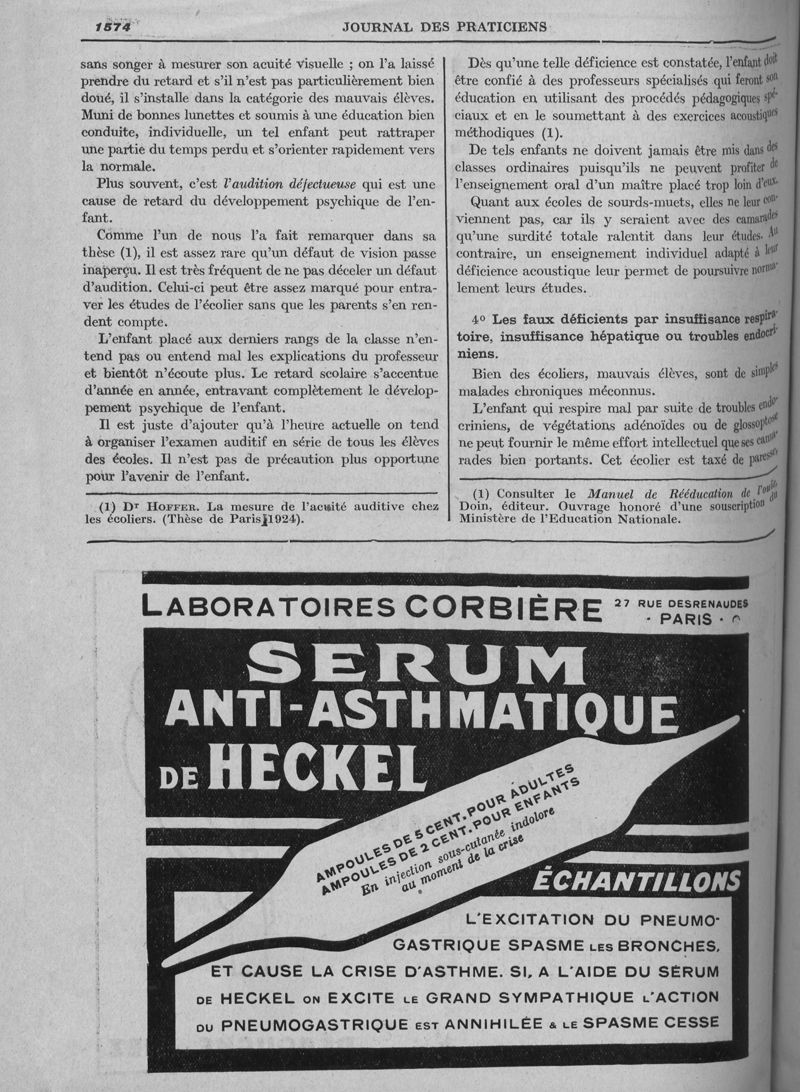 1574
JOURNAL DES PRATICIENS
sans songer à mesurer son acuité visuelle ; on l'a laissé
prendre du retard et s'il n'est pas particulièrement bien
doué, il s'installe dans la catégorie des mauvais élèves.
Muni de bonnes lunettes et soumis à une éducation bien
conduite, individuelle, un tel enfant peut rattraper
une partie du temps perdu et s'orienter rapidement vers
la normale.
Plus souvent, c'est l'audition défectueuse qui est une
cause de retard du développement psychique de l'en-
fant.
Comme l'un de nous l'a fait remarquer dans sa
thèse (1), il est assez rare qu'un défaut de vision passe
inaperçu. Il est très fréquent de ne pas déceler un défaut
d'audition. Celui-ci peut être assez marqué pour entra-
ver les études de l'écolier sans que les parents s'en ren-
dent compte.
L'enfant placé aux derniers rangs de la classe n'en-
tend pas ou entend mal les explications du professeur
et bientôt n'écoute plus. Le retard scolaire s'accentue
d'année en année, entravant complètement le dévelop-
pement psychique de l'enfant.
Il est juste d'ajouter qu'à l'heure actuelle on tend
à organiser l'examen auditif en série de tous les élèves
des écoles. Il n'est pas de précaution plus opportune
pour l'avenir de l'enfant.
(1) Dr HOFFER. La mesure de l'acuité auditive chez
les écoliers. (Thèse de Paris 1924).
Dès qu'une telle déficience est constatée, l'enfant doit
être confié à des professeurs spécialisés qui feront son
éducation en utilisant des procédés pédagogiques spé-
ciaux et en le soumettant à des exercices acoustiques
méthodiques (1).
De tels enfants ne doivent jamais être mis dans des
classes ordinaires puisqu'ils ne peuvent profiter de
l'enseignement oral d'un maître placé trop loin d'eux.
Quant aux écoles de sourds-muets, elles ne leur con-
viennent pas, car ils y seraient avec des camarades
qu'une surdité totale ralentit dans leur études. Au
contraire, un enseignement individuel adapté à leur
déficience acoustique leur permet de poursuivre norma-
lement leurs études.
4° Les faux déficients par insuffisance respira-
toire, insuffisance hépatique ou troubles endocri-
niens.
Bien des écoliers, mauvais élèves, sont de simples
malades chroniques méconnus.
L'enfant qui respire mal par suite de troubles endo-
criniens, de végétations adénoïdes ou de glossoptose
ne peut fournir le même effort intellectuel que ses cama-
rades bien portants. Cet écolier est taxé de paresse
(1) Consulter le Manuel de Rééducation de l'ouïe
Doin, éditeur. Ouvrage honoré d'une souscription du
Ministère de l'Education Nationale.
LABORATOIRES CORBIÈRE
27 RUE DESRENAUDES
- PARIS -
SERUM
ANTI-ASTHMATIQUE
DE HECKEL
AMPOULES DE 5 CENT. POUR ADULTES
AMPOULES DE 2 CENT. POUR ENFANTS
En injection sous-cutanée indolore
au moment de la crise
ÉCHANTILLONS
L'EXCITATION DU PNEUMO-
GASTRIQUE SPASME LES BRONCHES,
ET CAUSE LA CRISE D'ASTHME. SI, A L'AIDE DU SÉRUM
DE HECKEL ON EXCITE LE GRAND SYMPATHIQUE L'ACTION
DU PNEUMOGASTRIQUE EST ANNIHILÉE & LE SPASME CESSE